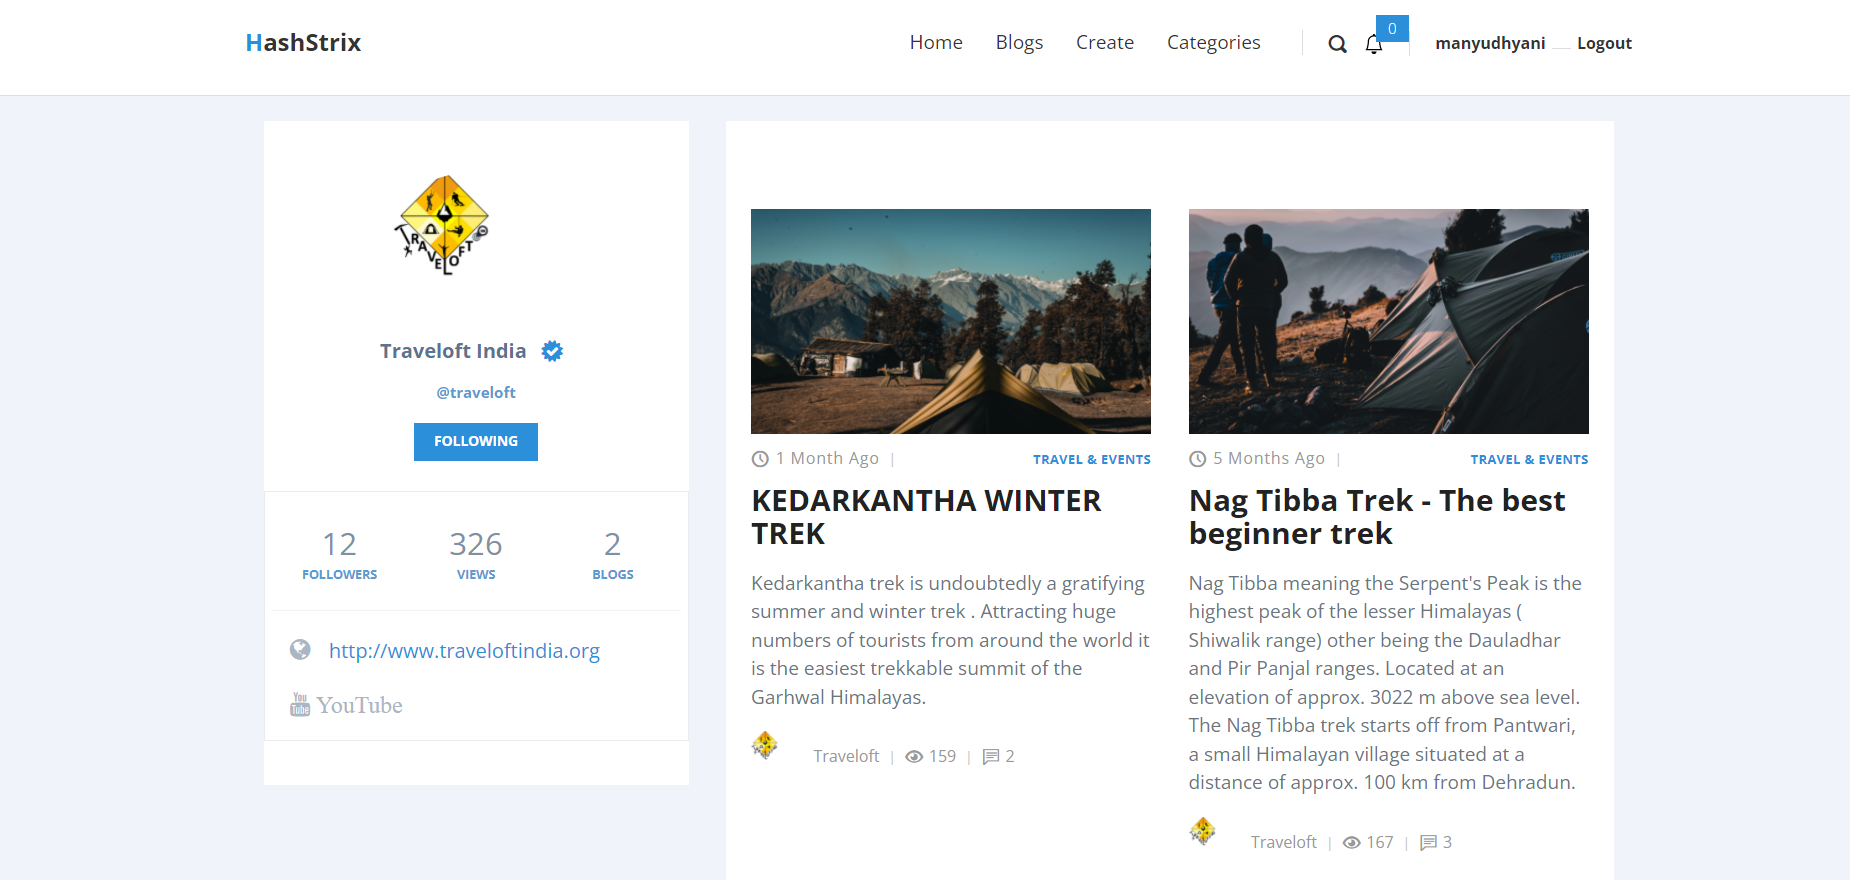 HashStrix
Home Blogs Create Categories
0
manyudhyani Logout
TRAVELOFT
Traveloft India
@traveloft
FOLLOWING
12 326 2
FOLLOWERS VIEWS BLOGS
http://www.traveloftindia.org
You Tube YouTube
1 Month Ago | TRAVEL & EVENTS
KEDARKANTHA WINTER
TREK
Kedarkantha trek is undoubtedly a gratifying
summer and winter trek . Attracting huge
numbers of tourists from around the world it
is the easiest trekkable summit of the
Garhwal Himalayas.
Traveloft | 159 | 2
5 Months Ago | TRAVEL & EVENTS
Nag Tibba Trek - The best
beginner trek
Nag Tibba meaning the Serpent's Peak is the
highest peak of the lesser Himalayas (
Shiwalik range) other being the Dauladhar
and Pir Panjal ranges. Located at an
elevation of approx. 3022 m above sea level.
The Nag Tibba trek starts off from Pantwari,
a small Himalayan village situated at a
distance of approx. 100 km from Dehradun.
Traveloft | 167 | 3